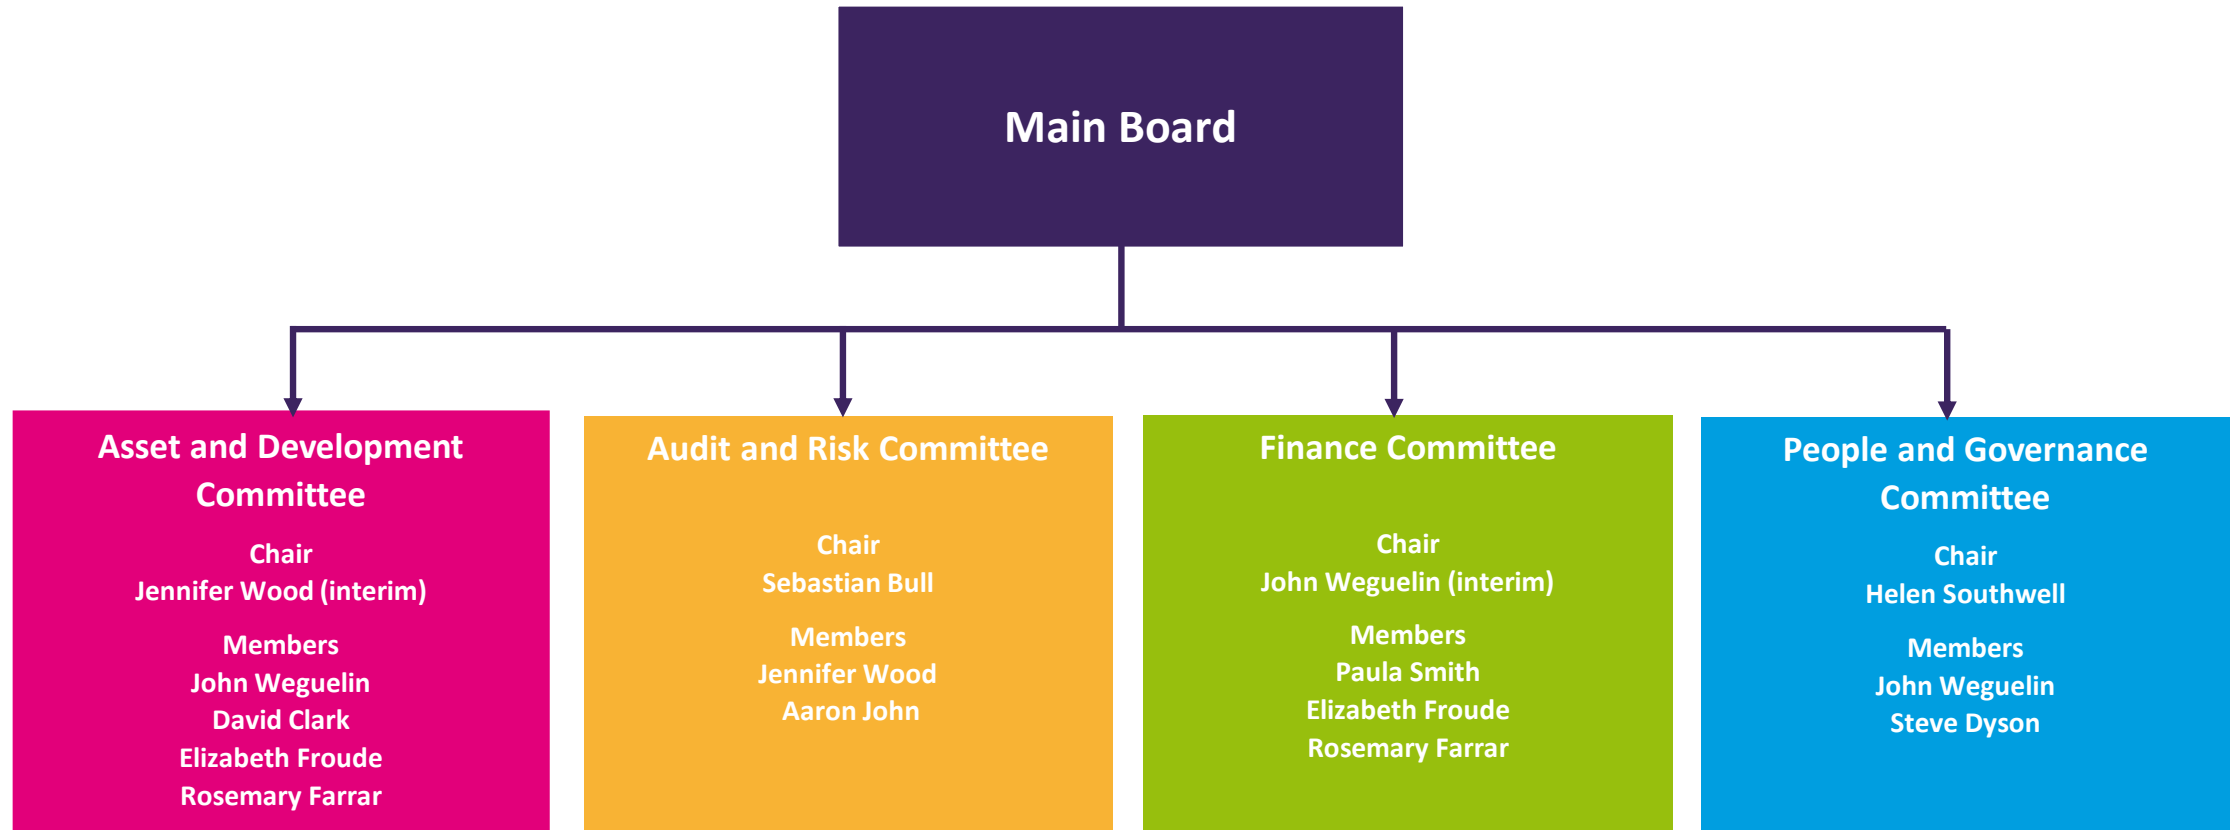 Main Board
Asset and Development
Committee
Chair
Jennifer Wood (interim)
Members
John Weguelin
David Clark
Elizabeth Froude
Rosemary Farrar
Audit and Risk Committee
Chair
Sebastian Bull
Members
Jennifer Wood
Aaron John
Finance Committee
Chair
John Weguelin (interim)
Members
Paula Smith
Elizabeth Froude
Rosemary Farrar
People and Governance
Committee
Chair
Helen Southwell
Members
John Weguelin
Steve Dyson